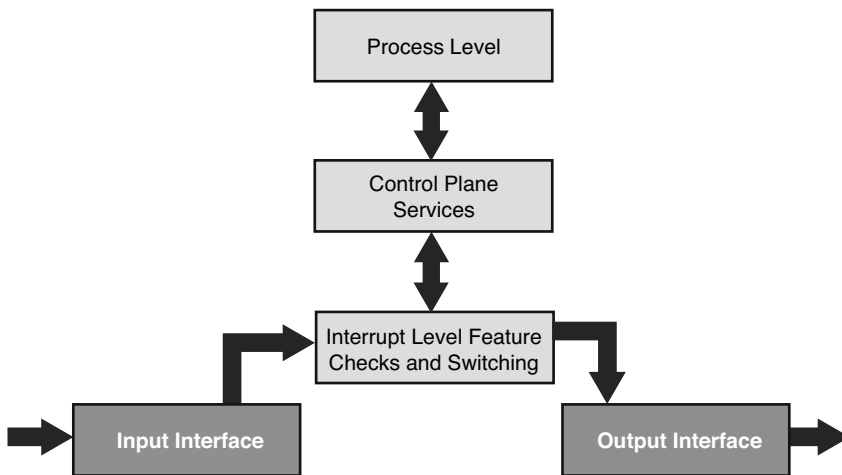 Process Level
Control Plane
Services
Interrupt Level Feature
Checks and Switching
Input Interface
Output Interface